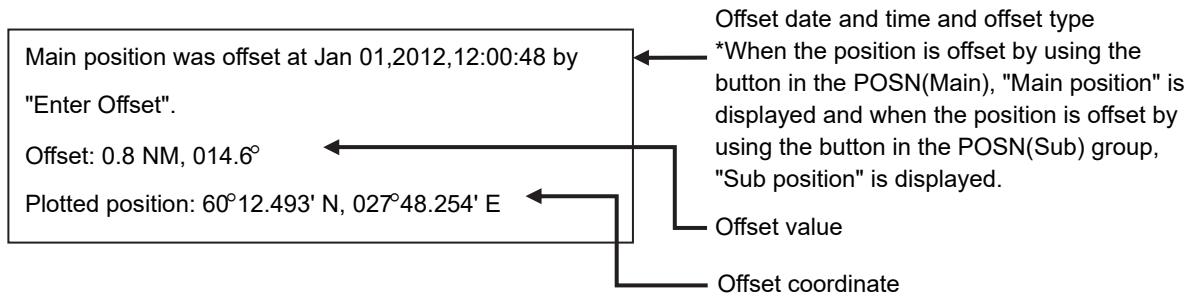 Main position was offset at Jan 01,2012,12:00:48 by
"Enter Offset".
Offset: 0.8 NM, 014.6°
Plotted position: 60°12.493' N, 027°48.254' E
Offset date and time and offset type
*When the position is offset by using the
button in the POSN(Main), "Main position" is
displayed and when the position is offset by
using the button in the POSN(Sub) group,
"Sub position" is displayed.
Offset value
Offset coordinate